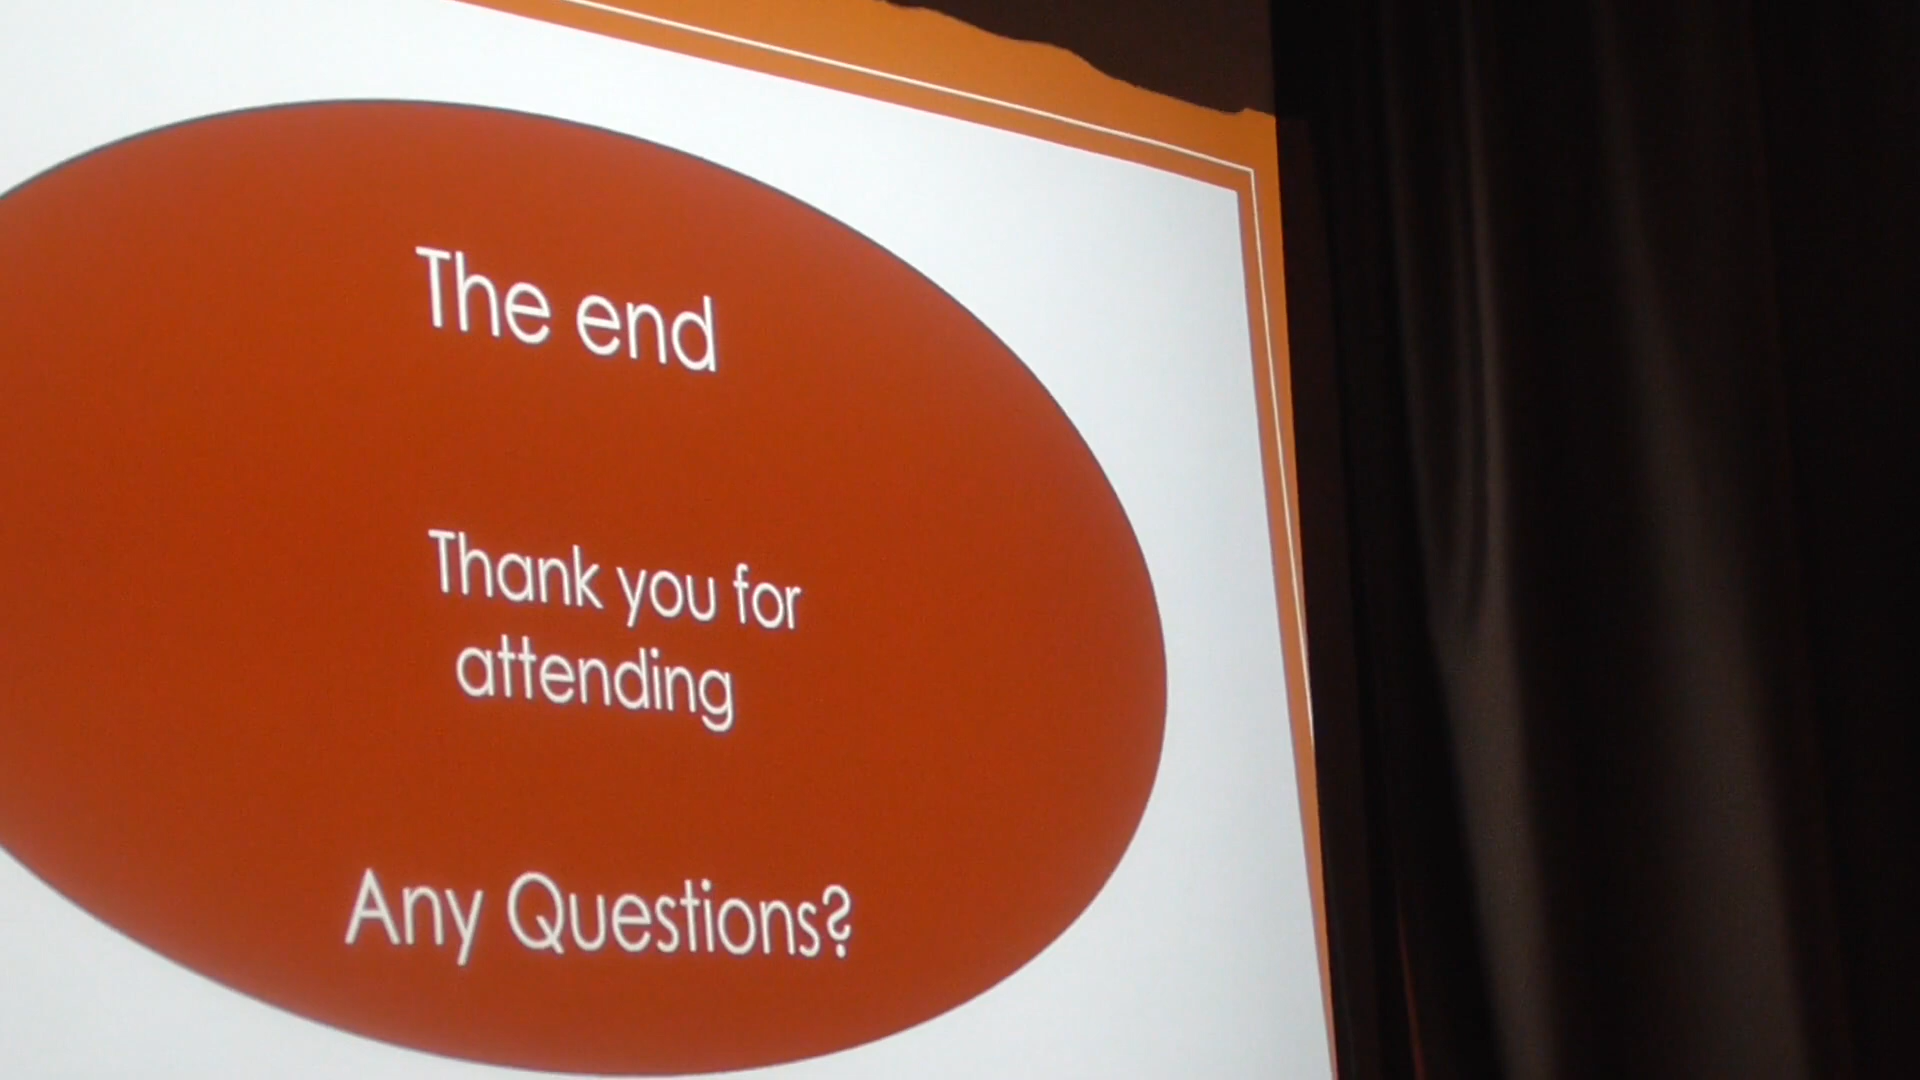 The end
Thank you for
attending
Any Questions?